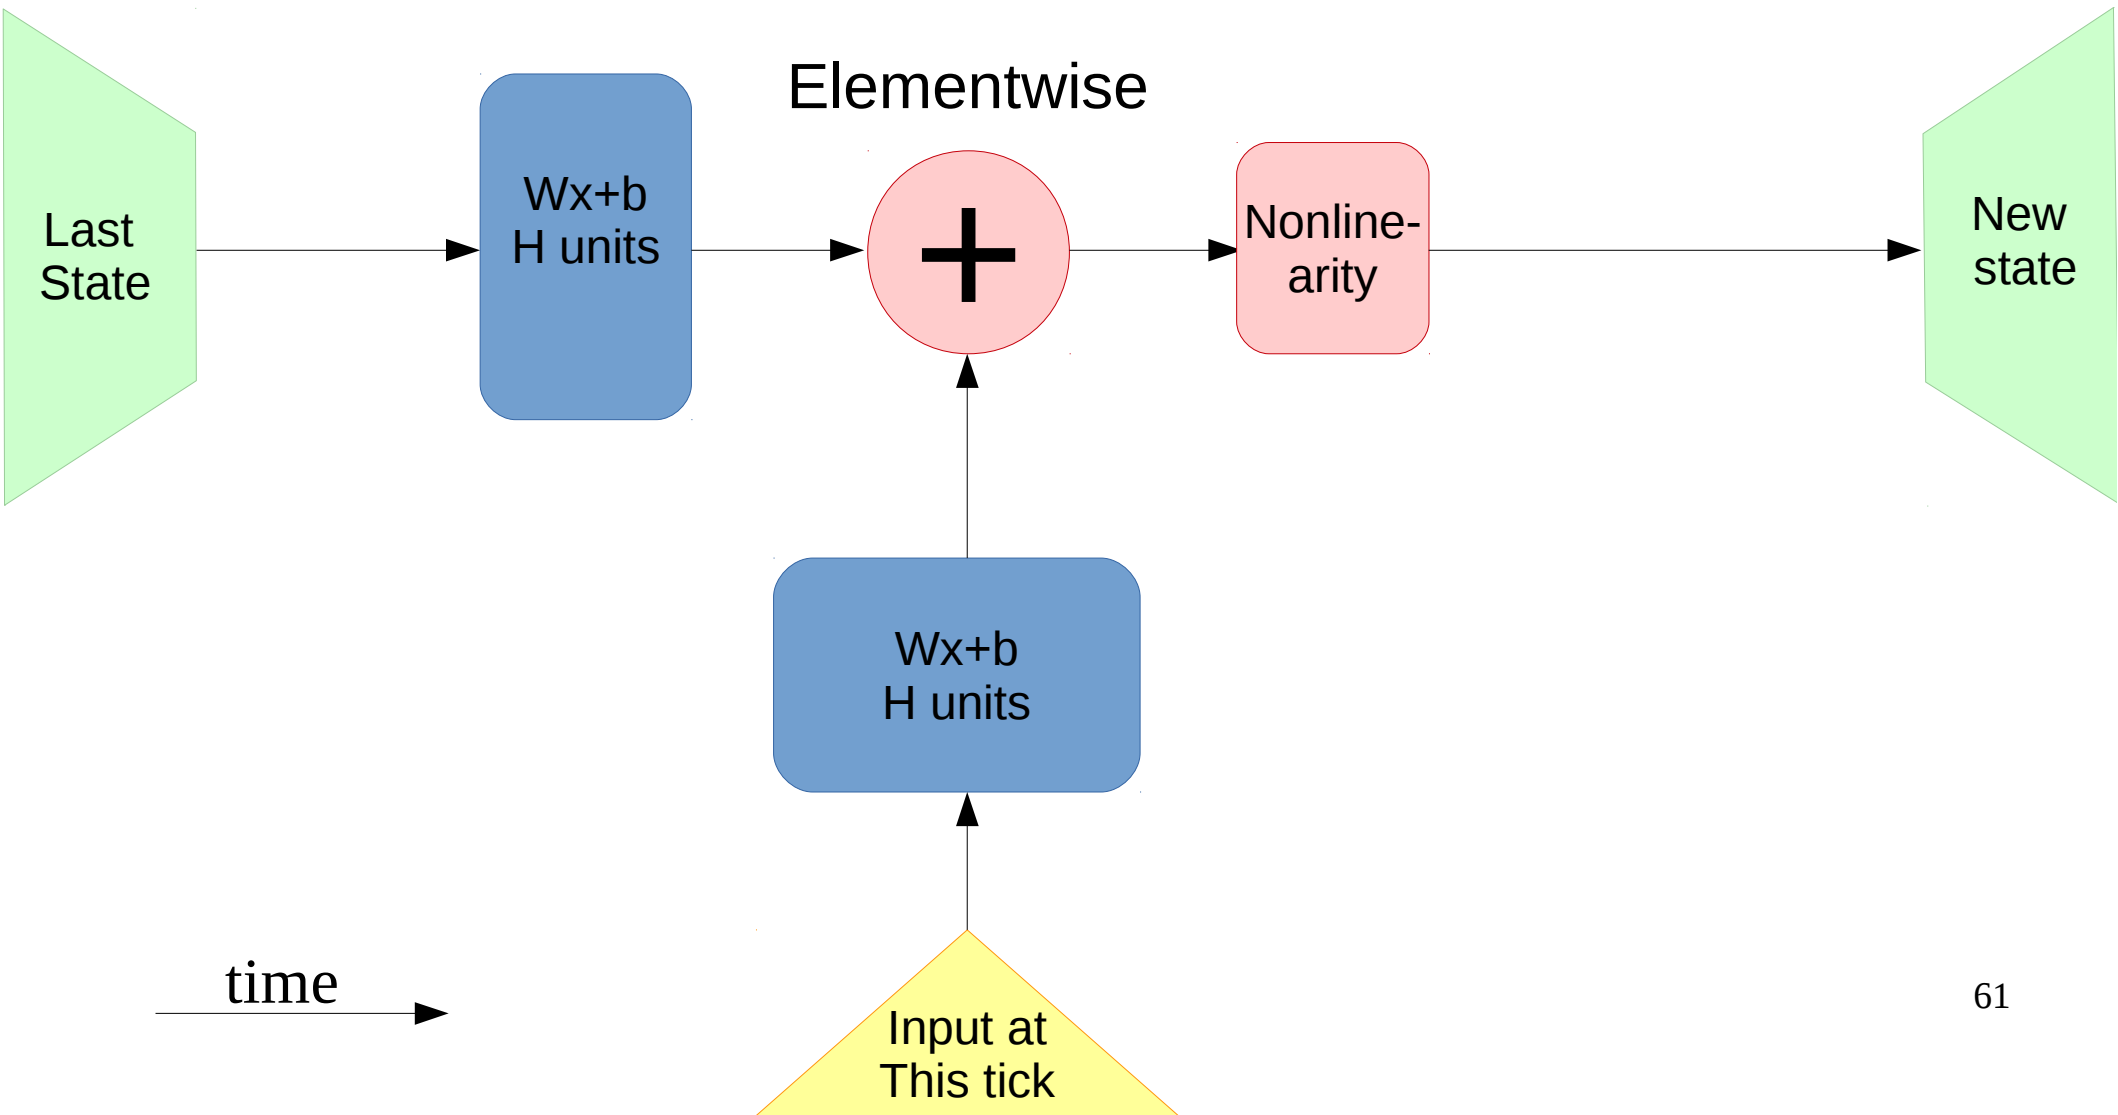 Elementwise
Last
State
Wx+b
H units
+
Nonline-
arity
New
state
Wx+b
H units
time
Input at
This tick
61